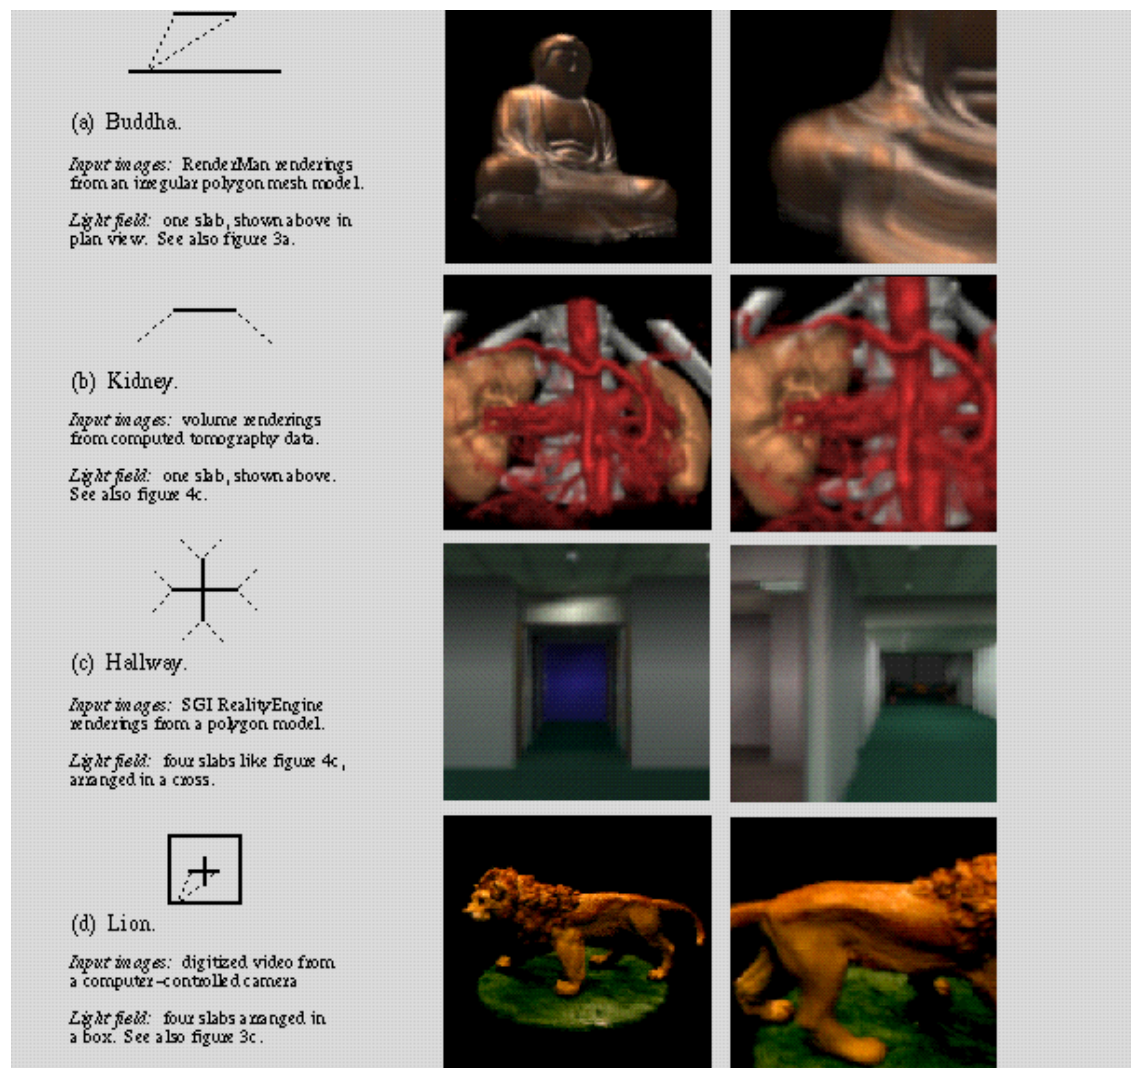 (a) Buddha.
Input images: RenderMan renderings
from an irregular polygon mesh model.
Light field: one slab, shown above in
plan view. See also figure 3a.
(b) Kidney.
Input images: volume renderings
from computed tomography data.
Light field: one slab, shown above.
See also figure 4c.
(c) Hallway.
Input images: SGI RealityEngine
renderings from a polygon model.
Light field: four slabs like figure 4c,
arranged in a cross.
(d) Lion.
Input images: digitized video from
a computer-controlled camera
Light field: four slabs arranged in
a box. See also figure 3c.